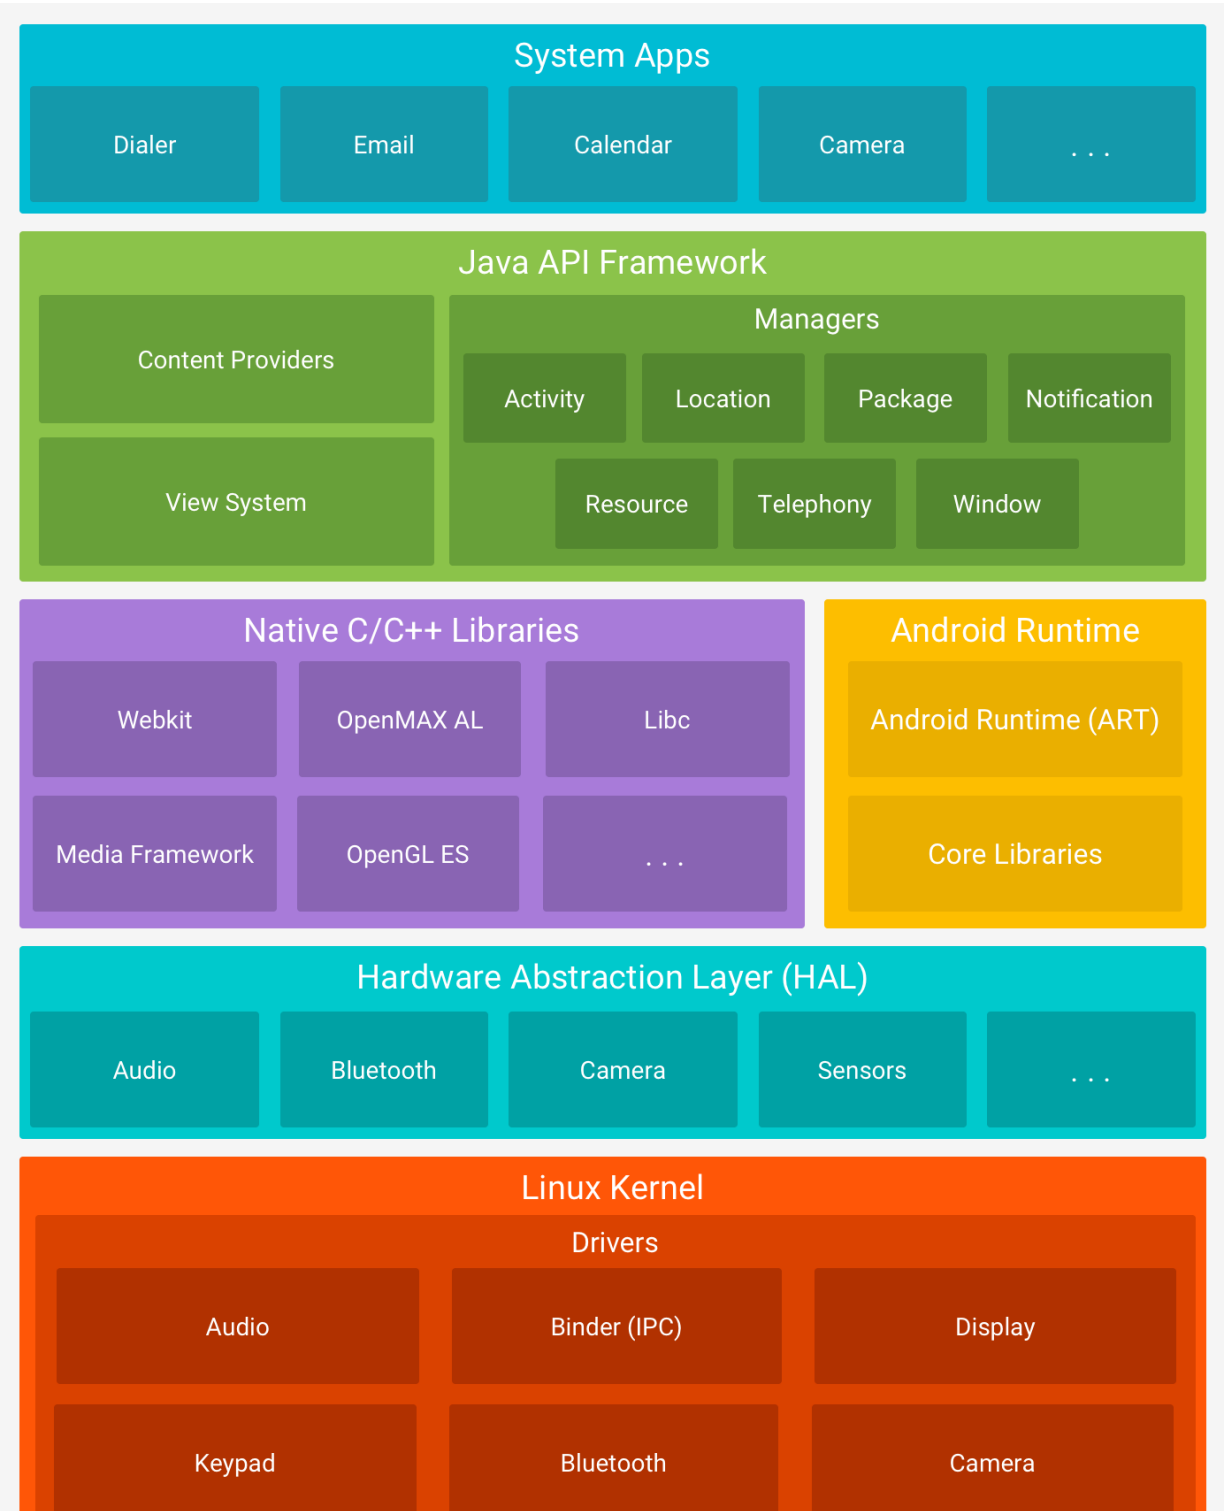 System Apps
Dialer Email Calendar Camera . . .
Java API Framework
Content Providers
View System
Managers
Activity Location Package Notification
Resource Telephony Window
Native C/C++ Libraries
Webkit OpenMAX AL Libc
Media Framework OpenGL ES . . .
Android Runtime
Android Runtime (ART)
Core Libraries
Hardware Abstraction Layer (HAL)
Audio Bluetooth Camera Sensors . . .
Linux Kernel
Drivers
Audio Binder (IPC) Display
Keypad Bluetooth Camera